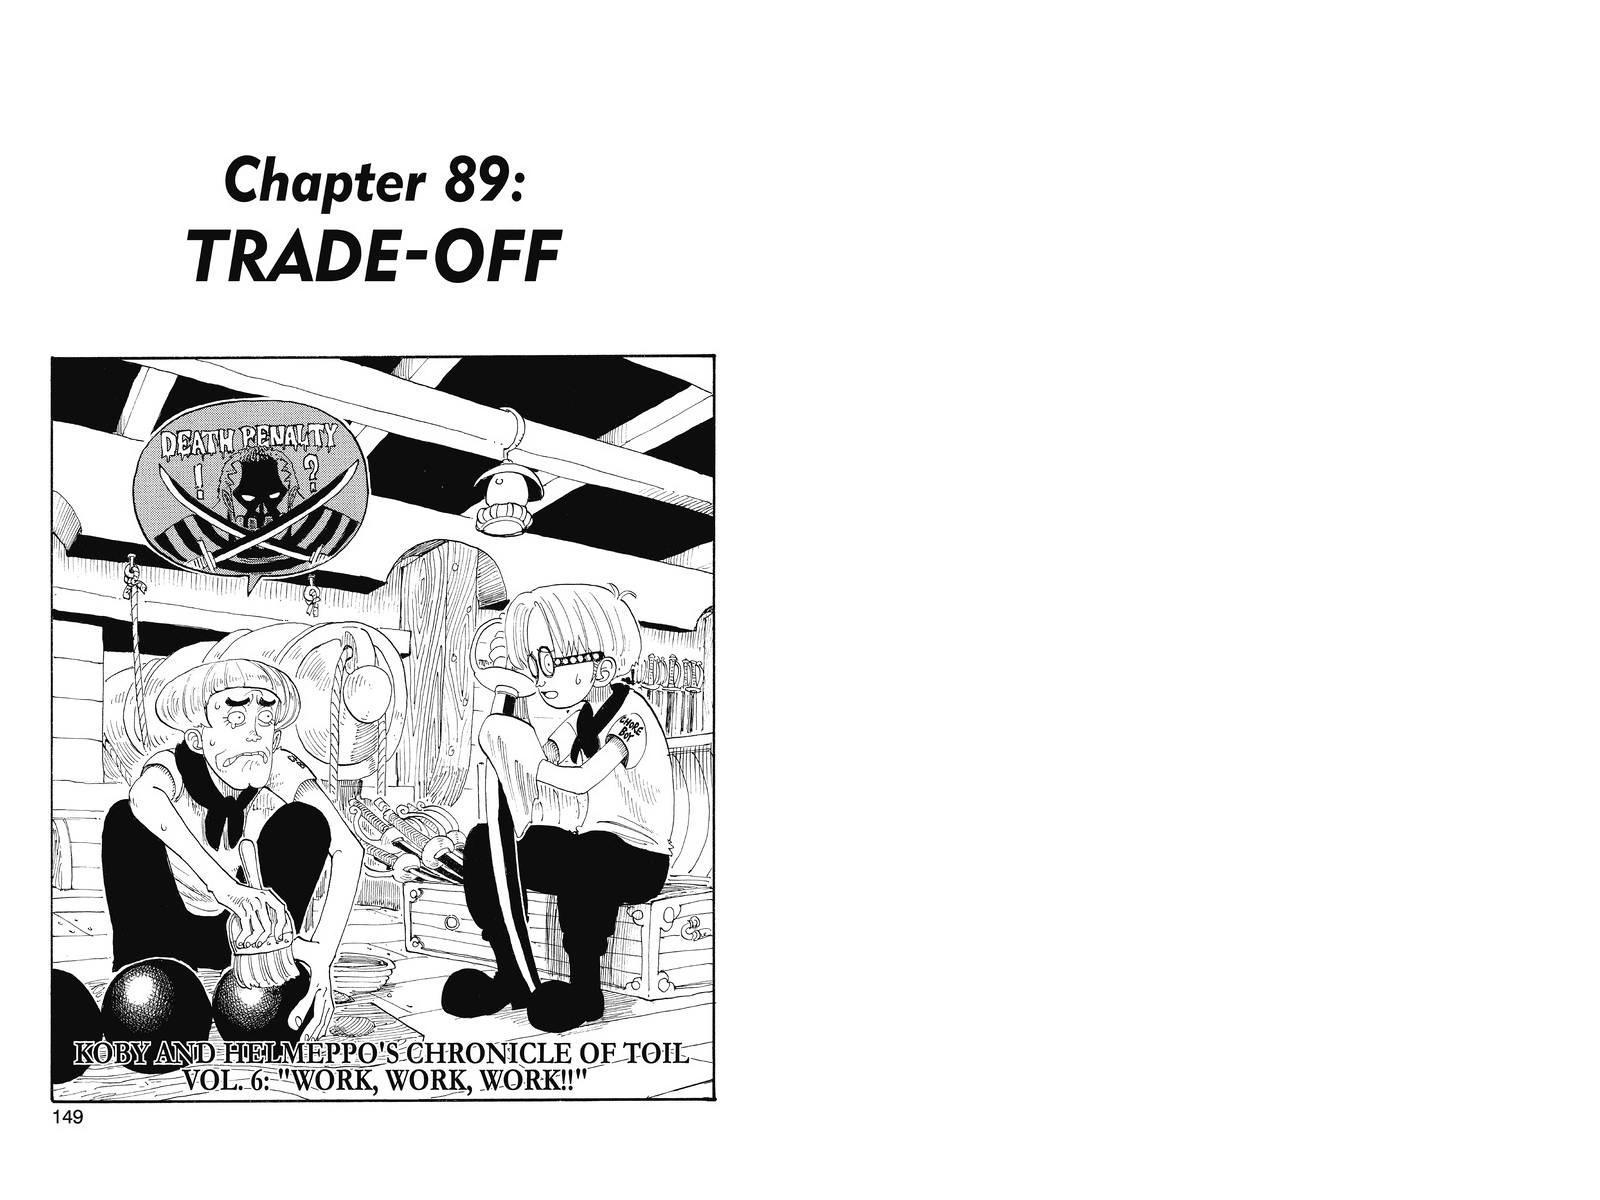 Chapter 89:
TRADE-OFF
DEATH PENALTY
! ?
CHORE
BOY
KOBY AND HELMEPPO'S CHRONICLE OF TOIL
VOL. 6: "WORK, WORK, WORK!!"
149